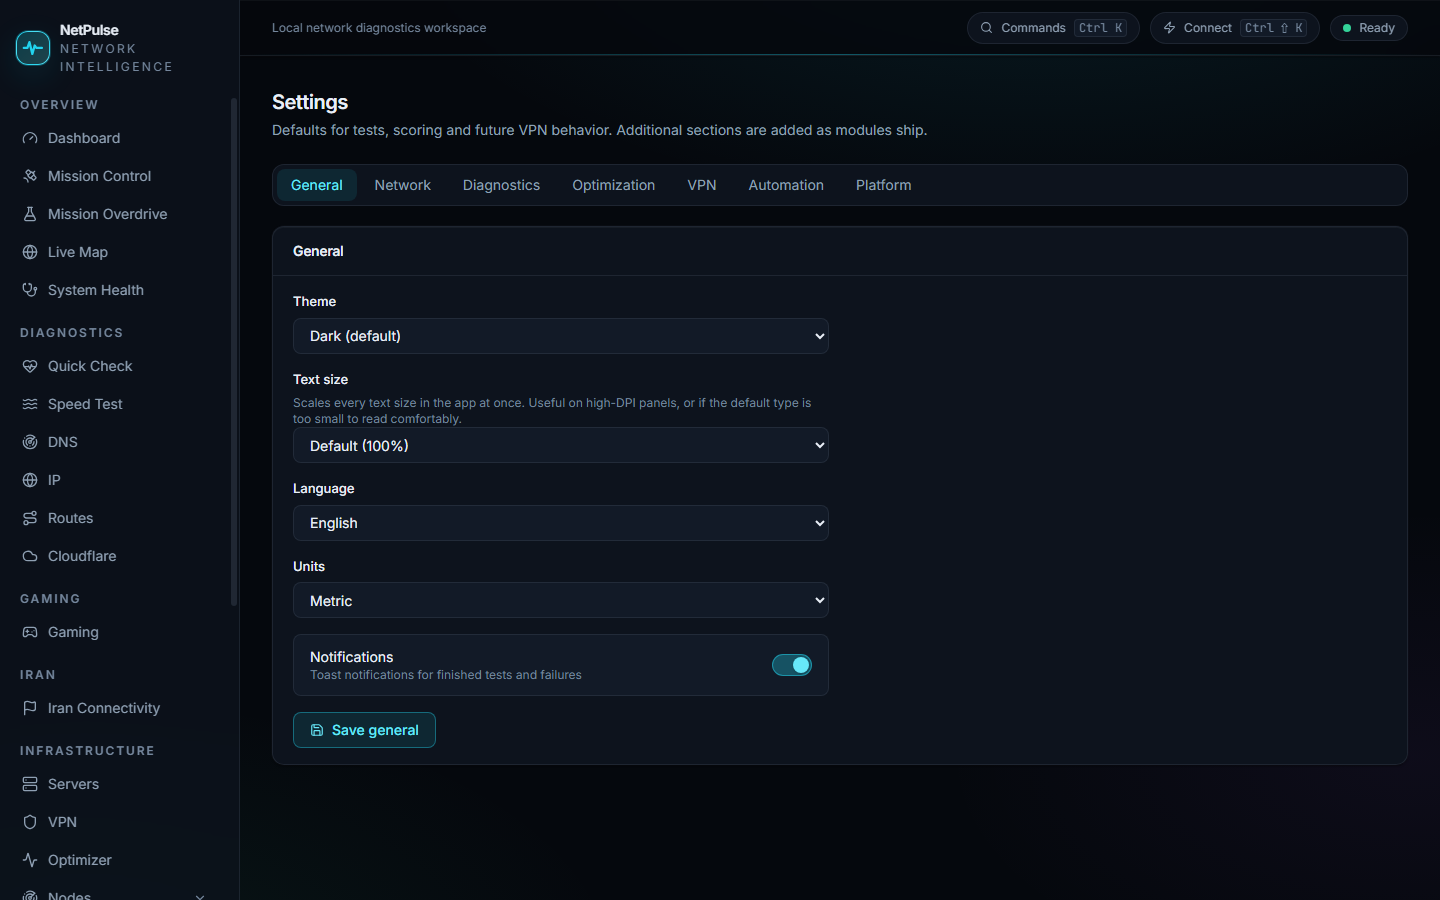 NetPulse
NETWORK
INTELLIGENCE
Local network diagnostics workspace
Commands Ctrl K
Connect Ctrl ⇧ K
Ready
OVERVIEW
Dashboard
Mission Control
Mission Overdrive
Live Map
System Health
DIAGNOSTICS
Quick Check
Speed Test
DNS
IP
Routes
Cloudflare
GAMING
Gaming
IRAN
Iran Connectivity
INFRASTRUCTURE
Servers
VPN
Optimizer
Nodes
Settings
Defaults for tests, scoring and future VPN behavior. Additional sections are added as modules ship.
General Network Diagnostics Optimization VPN Automation Platform
General
Theme
Dark (default)
Text size
Scales every text size in the app at once. Useful on high-DPI panels, or if the default type is
too small to read comfortably.
Default (100%)
Language
English
Units
Metric
Notifications
Toast notifications for finished tests and failures
Save general